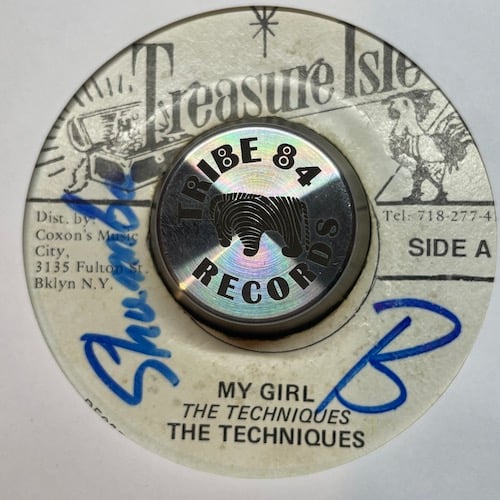 Treasure Isle
TRIBE 84
RECORDS
Dist. by:
Coxon's Music
City,
3135 Fulton St.
Bklyn N.Y.
Tel: 718-277-4
SIDE A
Shumba
B
MY GIRL
THE TECHNIQUES
THE TECHNIQUES